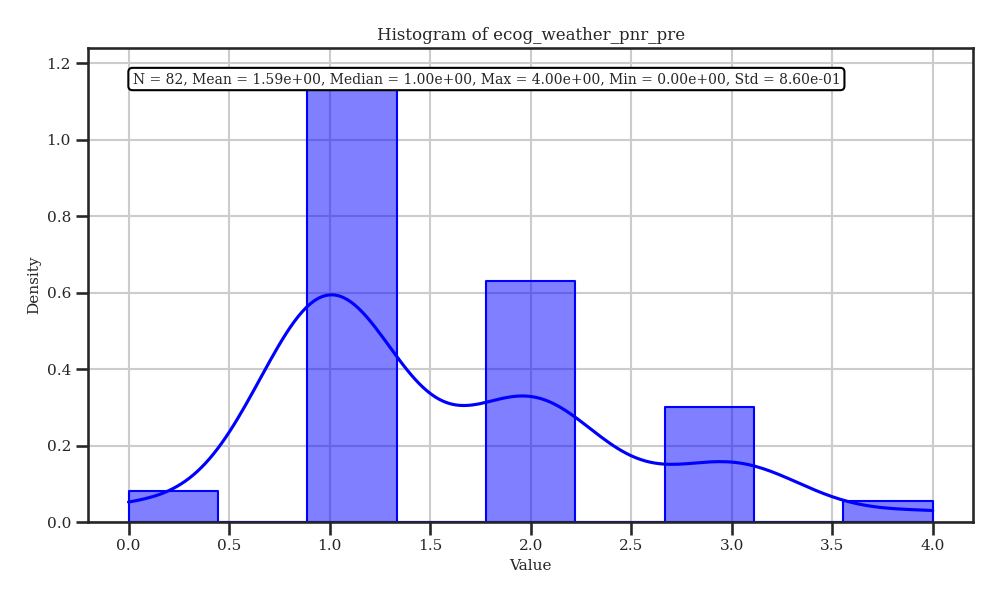 Histogram of ecog_weather_pnr_pre
N = 82, Mean = 1.59e+00, Median = 1.00e+00, Max = 4.00e+00, Min = 0.00e+00, Std = 8.60e-01
1.2
1.0
0.8
0.6
0.4
0.2
0.0
Density
0.0 0.5 1.0 1.5 2.0 2.5 3.0 3.5 4.0
Value